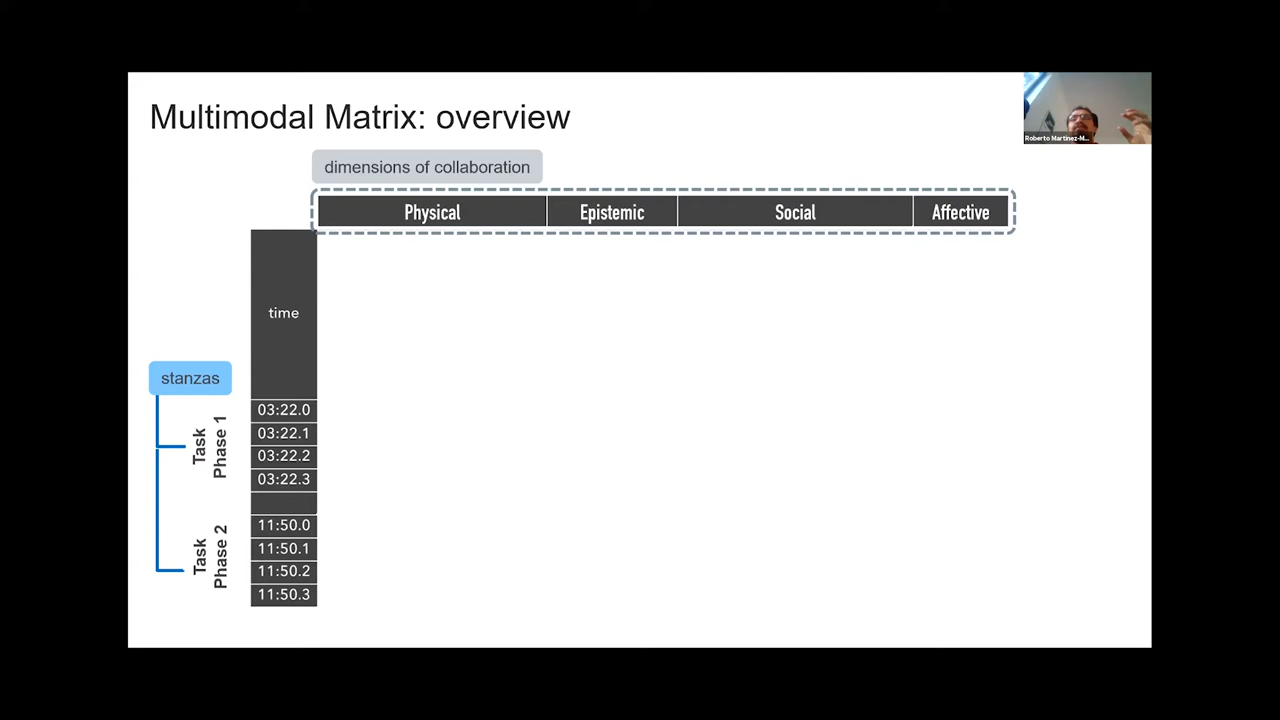 Multimodal Matrix: overview
Roberto Martinez-M...
dimensions of collaboration
Physical Epistemic Social Affective
time
stanzas
Task
Phase 1
03:22.0
03:22.1
03:22.2
03:22.3
Task
Phase 2
11:50.0
11:50.1
11:50.2
11:50.3